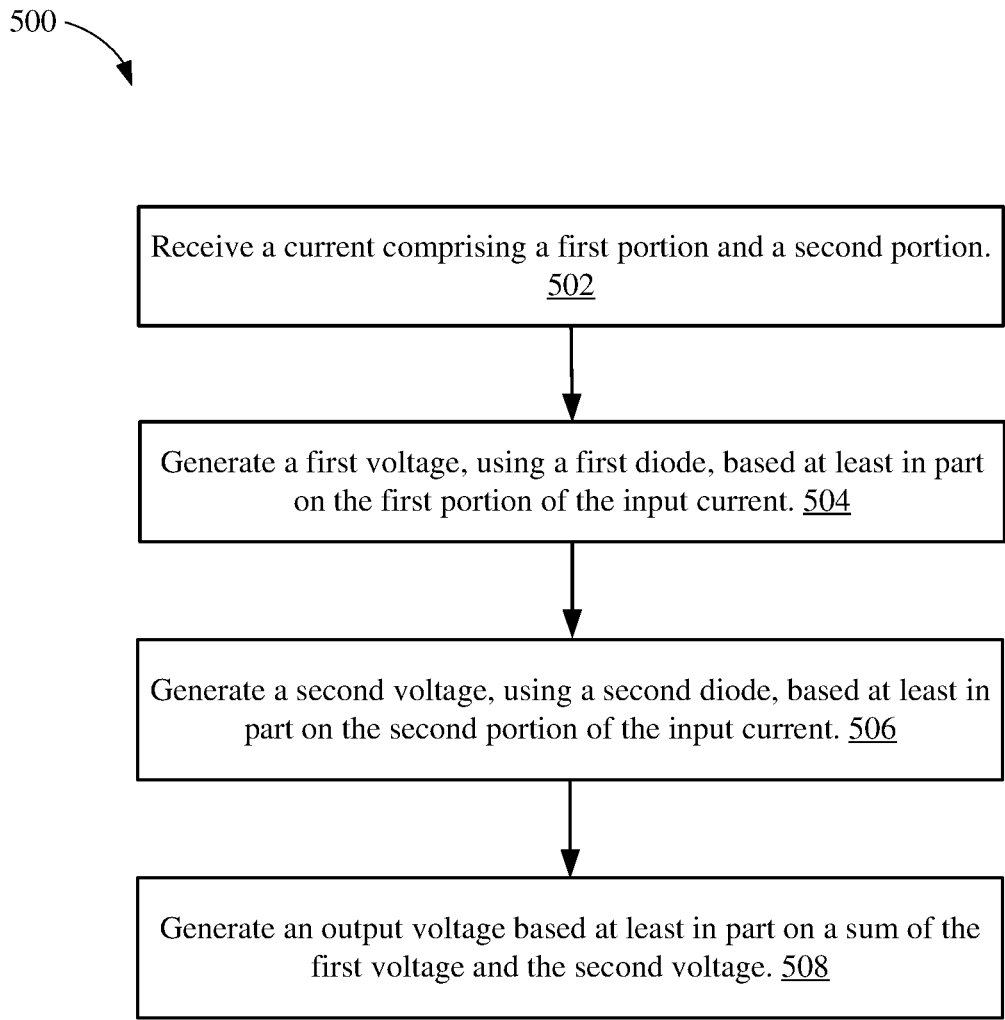 500
Receive a current comprising a first portion and a second portion.
502
Generate a first voltage, using a first diode, based at least in part
on the first portion of the input current. 504
Generate a second voltage, using a second diode, based at least in
part on the second portion of the input current. 506
Generate an output voltage based at least in part on a sum of the
first voltage and the second voltage. 508